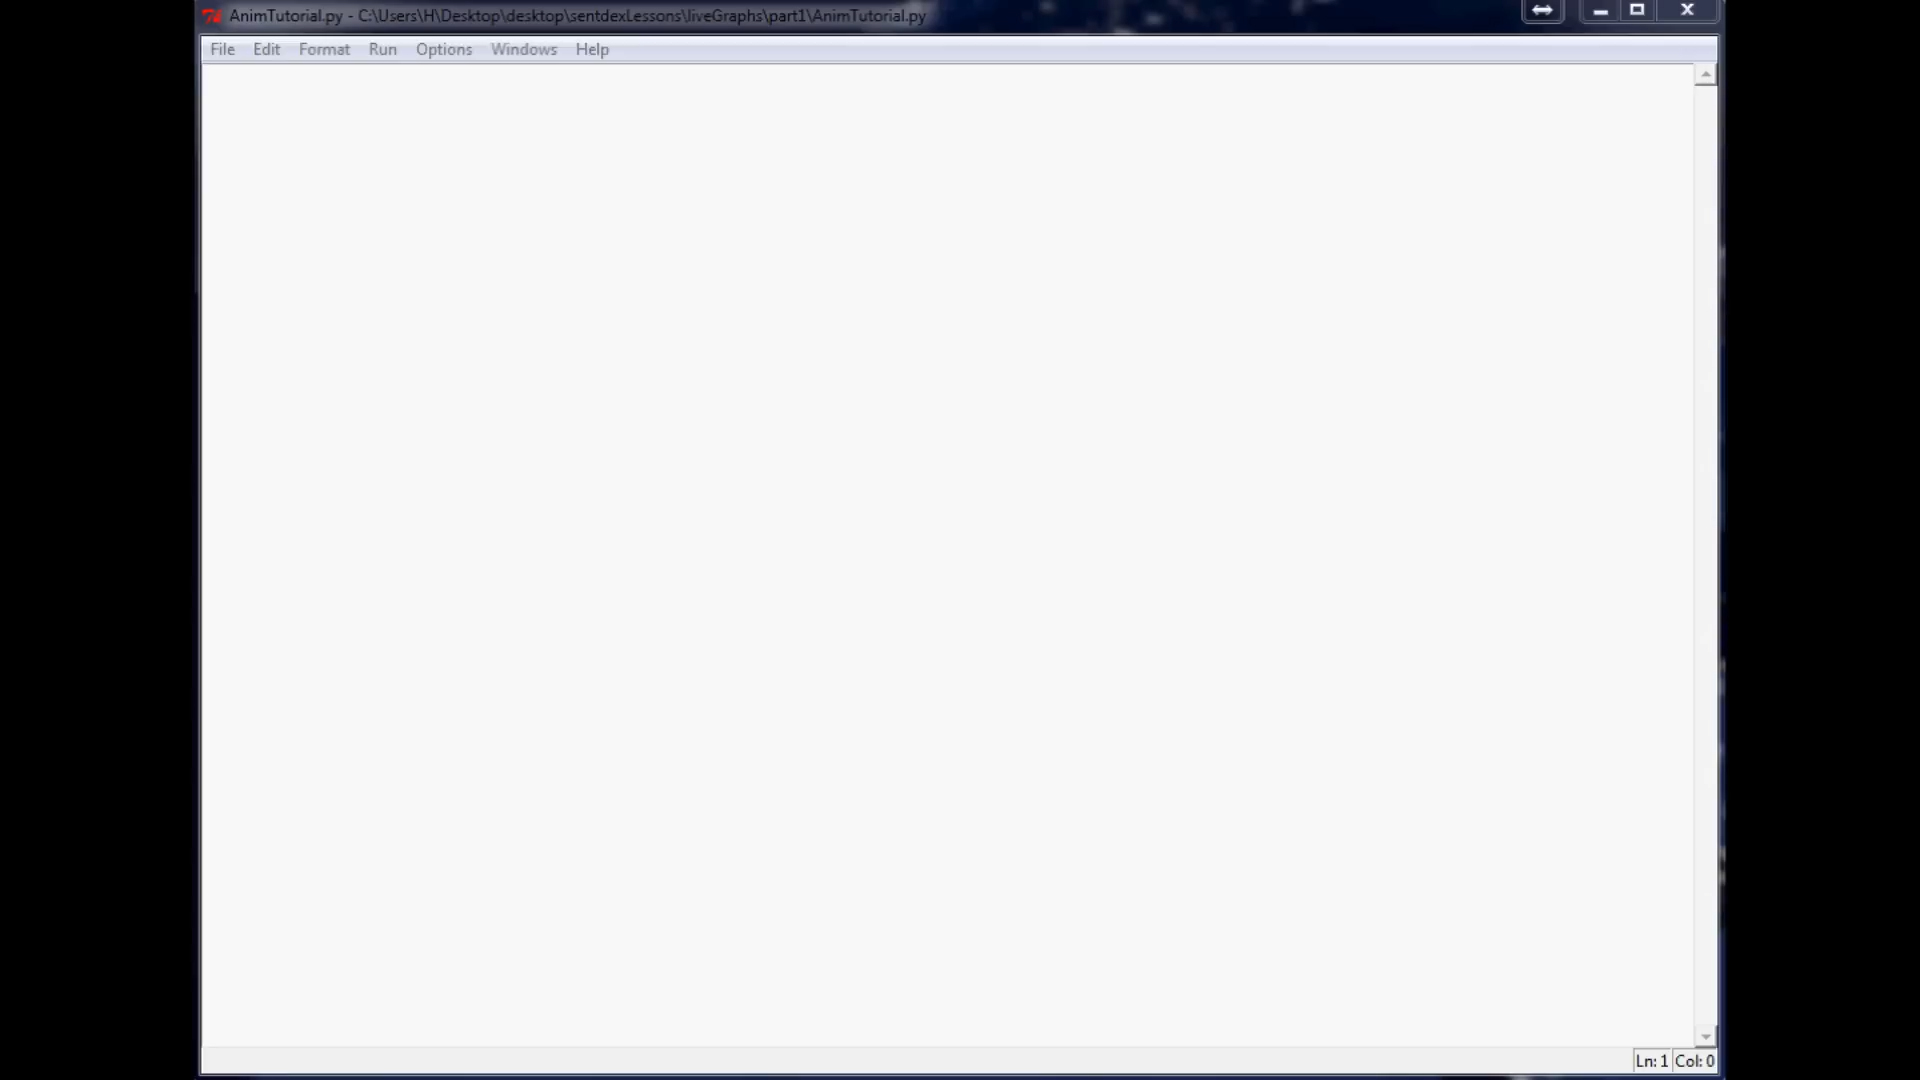 AnimTutorial.py - C:\Users\H\Desktop\desktop\sentdexLessons\liveGraphs\part1\AnimTutorial.py
File Edit Format Run Options Windows Help
Ln: 1 Col: 0